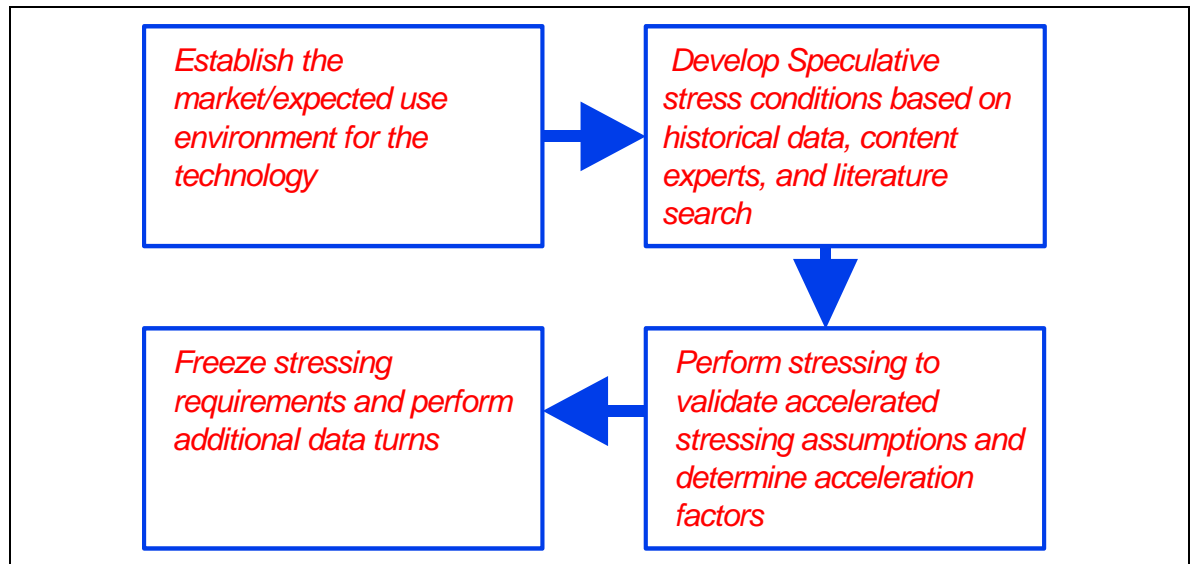 Establish the
market/expected use
environment for the
technology
Develop Speculative
stress conditions based on
historical data, content
experts, and literature
search
Perform stressing to
validate accelerated
stressing assumptions and
determine acceleration
factors
Freeze stressing
requirements and perform
additional data turns